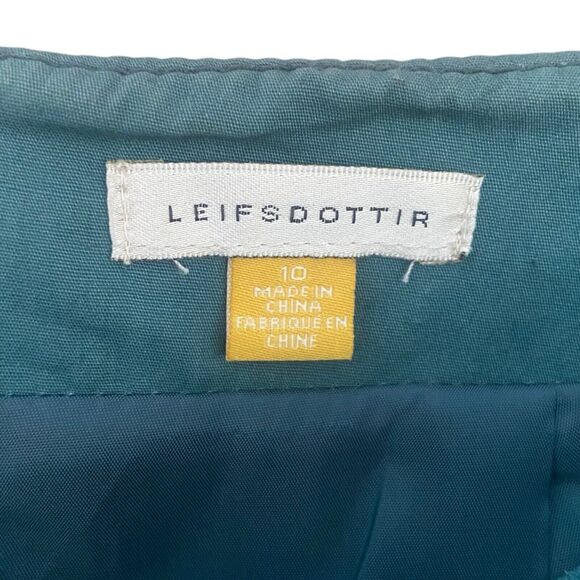 LEIFSDOTTIR
10
MADE IN
CHINA
FABRIQUE EN
CHINE